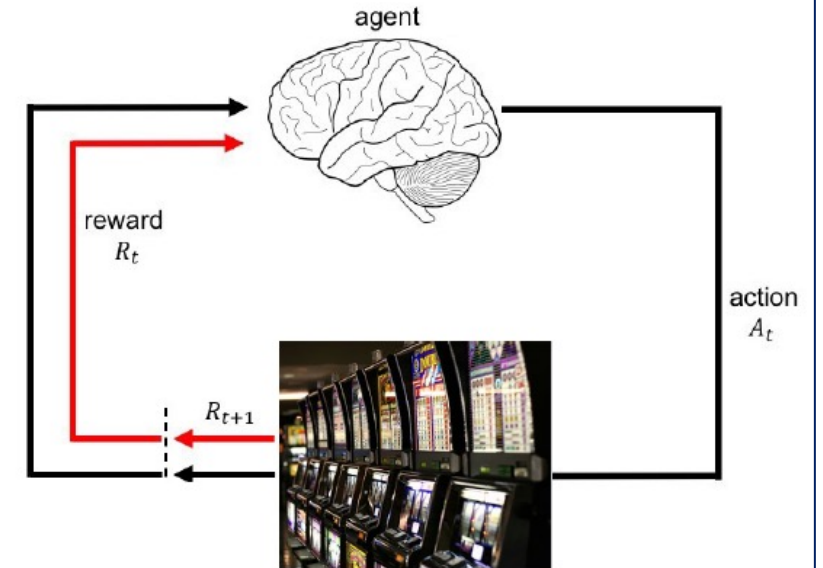 agent
reward
R_t
action
A_t
R_{t+1}